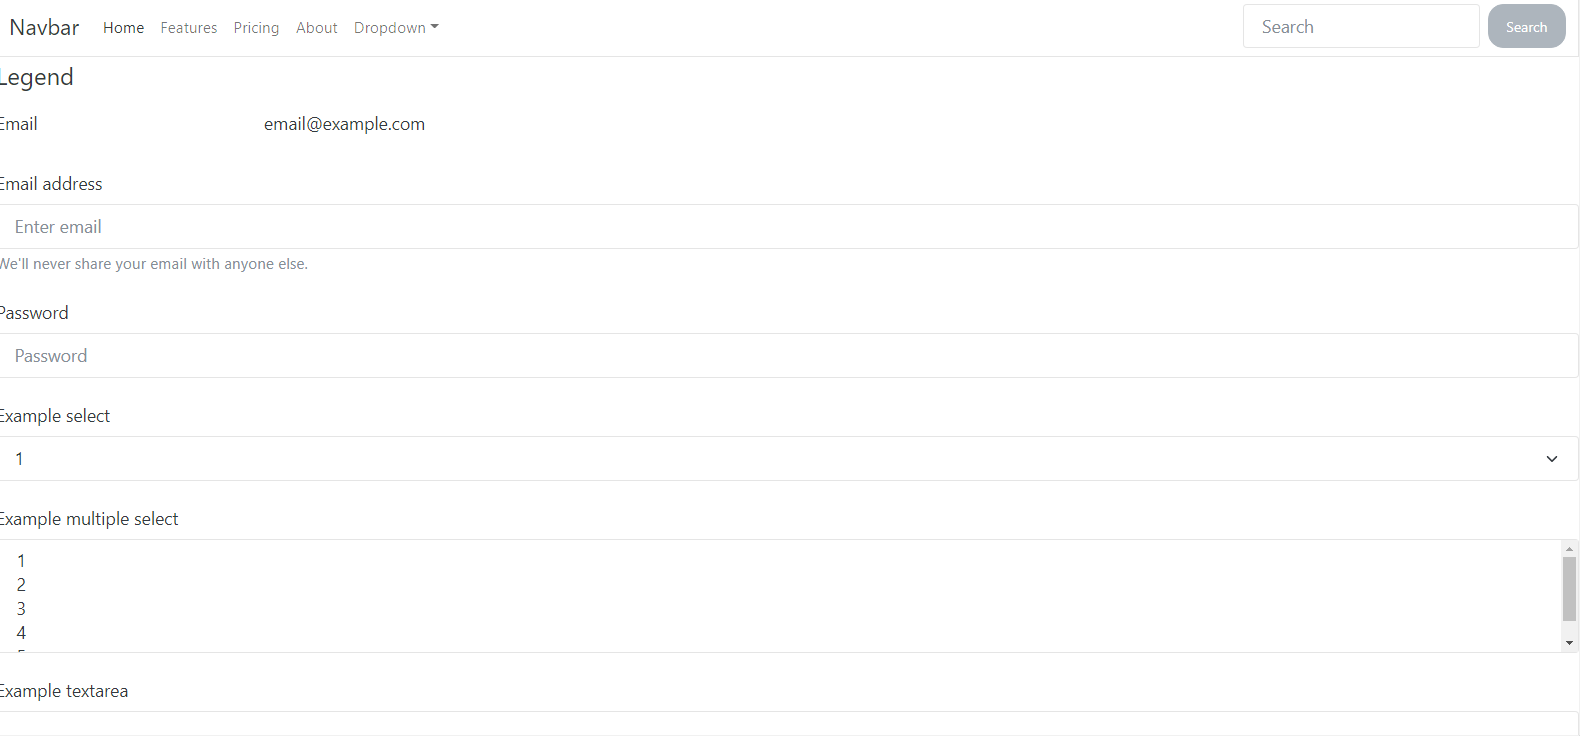 Navbar Home Features Pricing About Dropdown Search Search
Legend
Email email@example.com
Email address
Enter email
We'll never share your email with anyone else.
Password
Password
Example select
1
Example multiple select
1
2
3
4
Example textarea